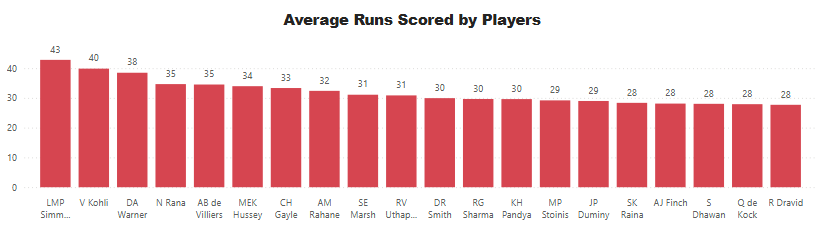 Average Runs Scored by Players
43 40 38 35 35 34 33 32 31 31 30 30 30 29 29 28 28 28 28 28
40
30
20
10
0
LMP V Kohli DA N Rana AB de MEK CH AM SE RV DR RG KH MP JP SK AJ Finch S Q de R Dravid
Simm... Warner Villiers Hussey Gayle Rahane Marsh Uthap... Smith Sharma Pandya Stoinis Duminy Raina Dhawan Kock